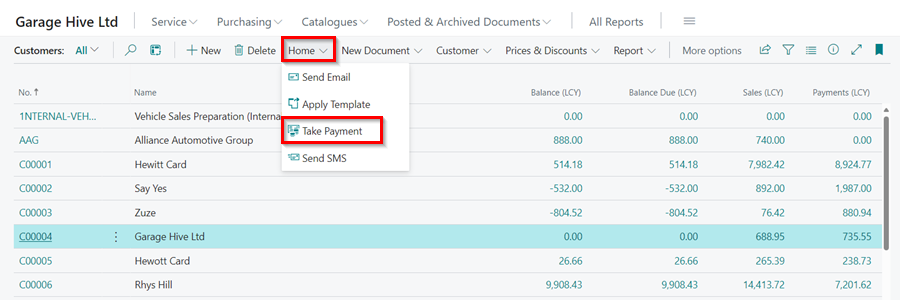 Garage Hive Ltd Service Purchasing Catalogues Posted & Archived Documents All Reports
Customers: All New Delete Home New Document Customer Prices & Discounts Report More options
Send Email
Apply Template
Take Payment
Send SMS
No. ↑ Name Balance (LCY) Balance Due (LCY) Sales (LCY) Payments (LCY)
1NTERNAL-VEH... Vehicle Sales Preparation (Interna 0.00 0.00 0.00 0.00
AAG Alliance Automotive Group 888.00 888.00 740.00 0.00
C00001 Hewitt Card 514.18 514.18 7,982.42 8,924.77
C00002 Say Yes -532.00 -532.00 892.00 1,987.00
C00003 Zuze -804.52 -804.52 76.42 880.94
C00004 Garage Hive Ltd 0.00 0.00 688.95 735.55
C00005 Hewott Card 26.66 26.66 265.39 238.73
C00006 Rhys Hill 9,908.43 9,908.43 14,413.72 7,201.62